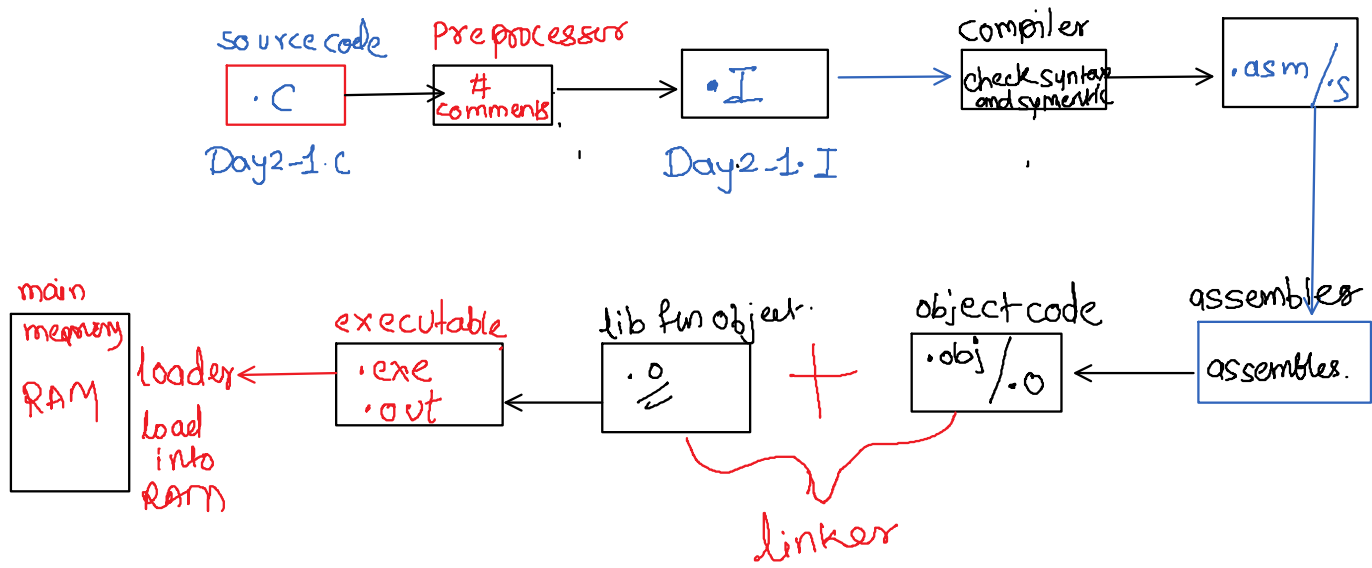 source code
.C
Day2-1.C
Preprocessor
#
comments
.I
Day2-1.I
compiler
check syntax
and symentic
.asm/.s
assembles
assembles.
object code
.obj/.o
+
lib fun object.
.o
linker
executable
.exe
.out
loader
load
into
RAM
main
memory
RAM